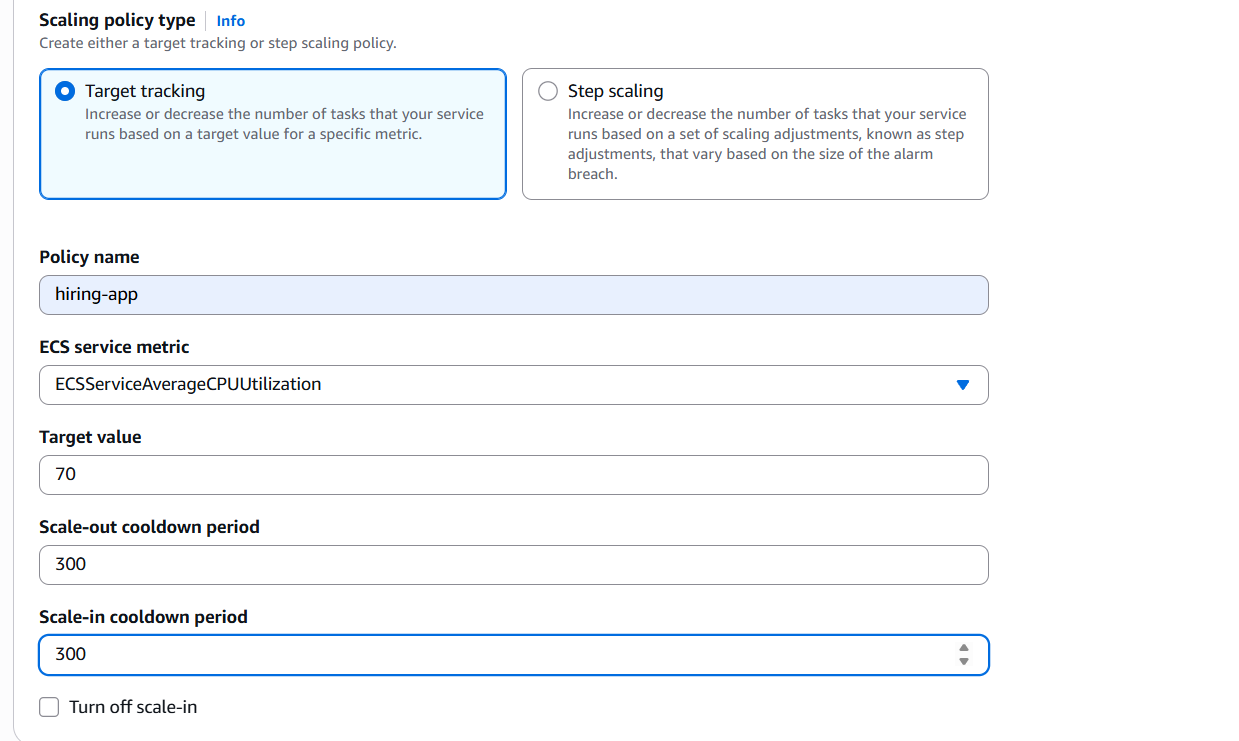 Scaling policy type Info
Create either a target tracking or step scaling policy.
Target tracking
Increase or decrease the number of tasks that your service
runs based on a target value for a specific metric.
Step scaling
Increase or decrease the number of tasks that your service
runs based on a set of scaling adjustments, known as step
adjustments, that vary based on the size of the alarm
breach.
Policy name
hiring-app
ECS service metric
ECSServiceAverageCPUUtilization
Target value
70
Scale-out cooldown period
300
Scale-in cooldown period
300
Turn off scale-in